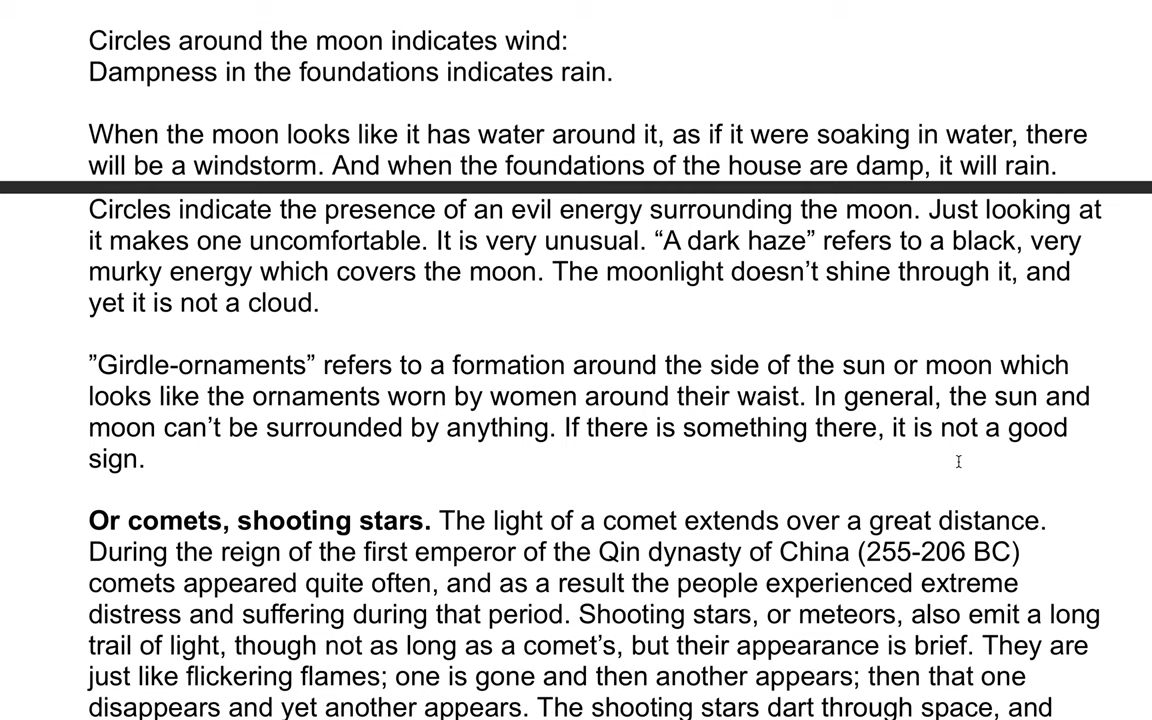 Circles around the moon indicates wind:
Dampness in the foundations indicates rain.
When the moon looks like it has water around it, as if it were soaking in water, there
will be a windstorm. And when the foundations of the house are damp, it will rain.
Circles indicate the presence of an evil energy surrounding the moon. Just looking at
it makes one uncomfortable. It is very unusual. “A dark haze” refers to a black, very
murky energy which covers the moon. The moonlight doesn’t shine through it, and
yet it is not a cloud.
”Girdle-ornaments” refers to a formation around the side of the sun or moon which
looks like the ornaments worn by women around their waist. In general, the sun and
moon can’t be surrounded by anything. If there is something there, it is not a good
sign.
Or comets, shooting stars. The light of a comet extends over a great distance.
During the reign of the first emperor of the Qin dynasty of China (255-206 BC)
comets appeared quite often, and as a result the people experienced extreme
distress and suffering during that period. Shooting stars, or meteors, also emit a long
trail of light, though not as long as a comet’s, but their appearance is brief. They are
just like flickering flames; one is gone and then another appears; then that one
disappears and yet another appears. The shooting stars dart through space, and